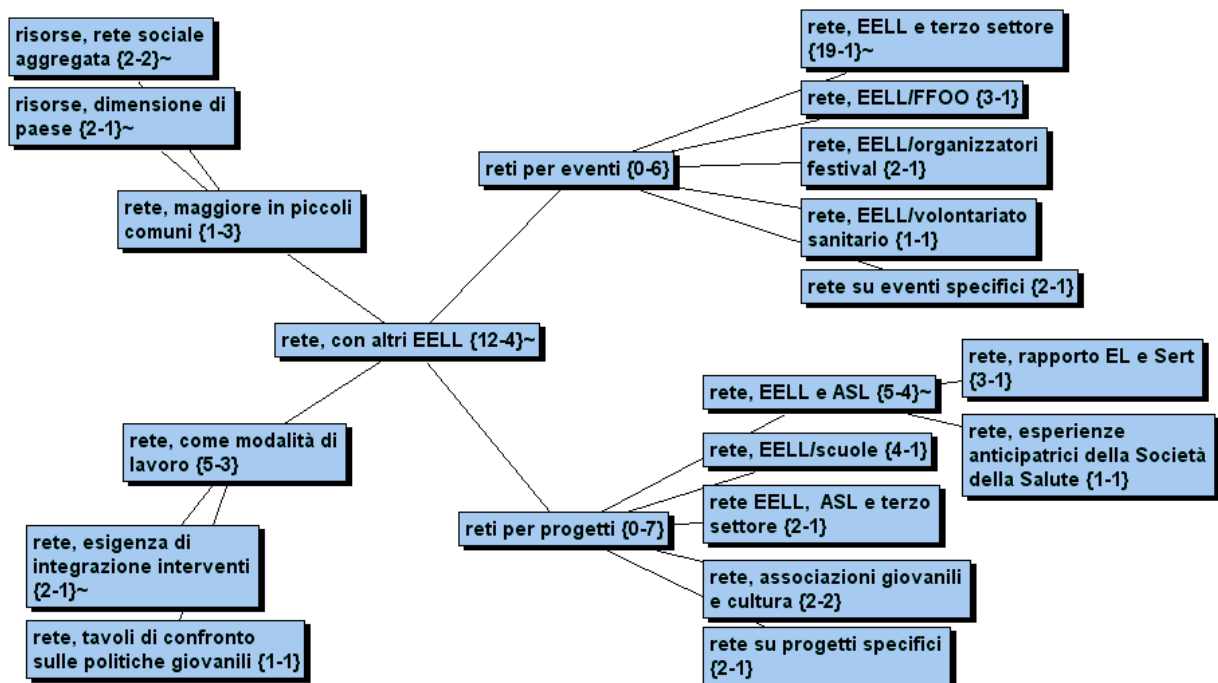 risorse, rete sociale
aggregata {2-2}~
risorse, dimensione di
paese {2-1}~
rete, maggiore in piccoli
comuni {1-3}
rete, con altri EELL {12-4}~
rete, come modalità di
lavoro {5-3}
rete, esigenza di
integrazione interventi
{2-1}~
rete, tavoli di confronto
sulle politiche giovanili {1-1}
reti per eventi {0-6}
rete, EELL e terzo settore
{19-1}~
rete, EELL/FFOO {3-1}
rete, EELL/organizzatori
festival {2-1}
rete, EELL/volontariato
sanitario {1-1}
rete su eventi specifici {2-1}
reti per progetti {0-7}
rete, EELL e ASL {5-4}~
rete, rapporto EL e Sert
{3-1}
rete, esperienze
anticipatrici della Società
della Salute {1-1}
rete, EELL/scuole {4-1}
rete EELL, ASL e terzo
settore {2-1}
rete, associazioni giovanili
e cultura {2-2}
rete su progetti specifici
{2-1}